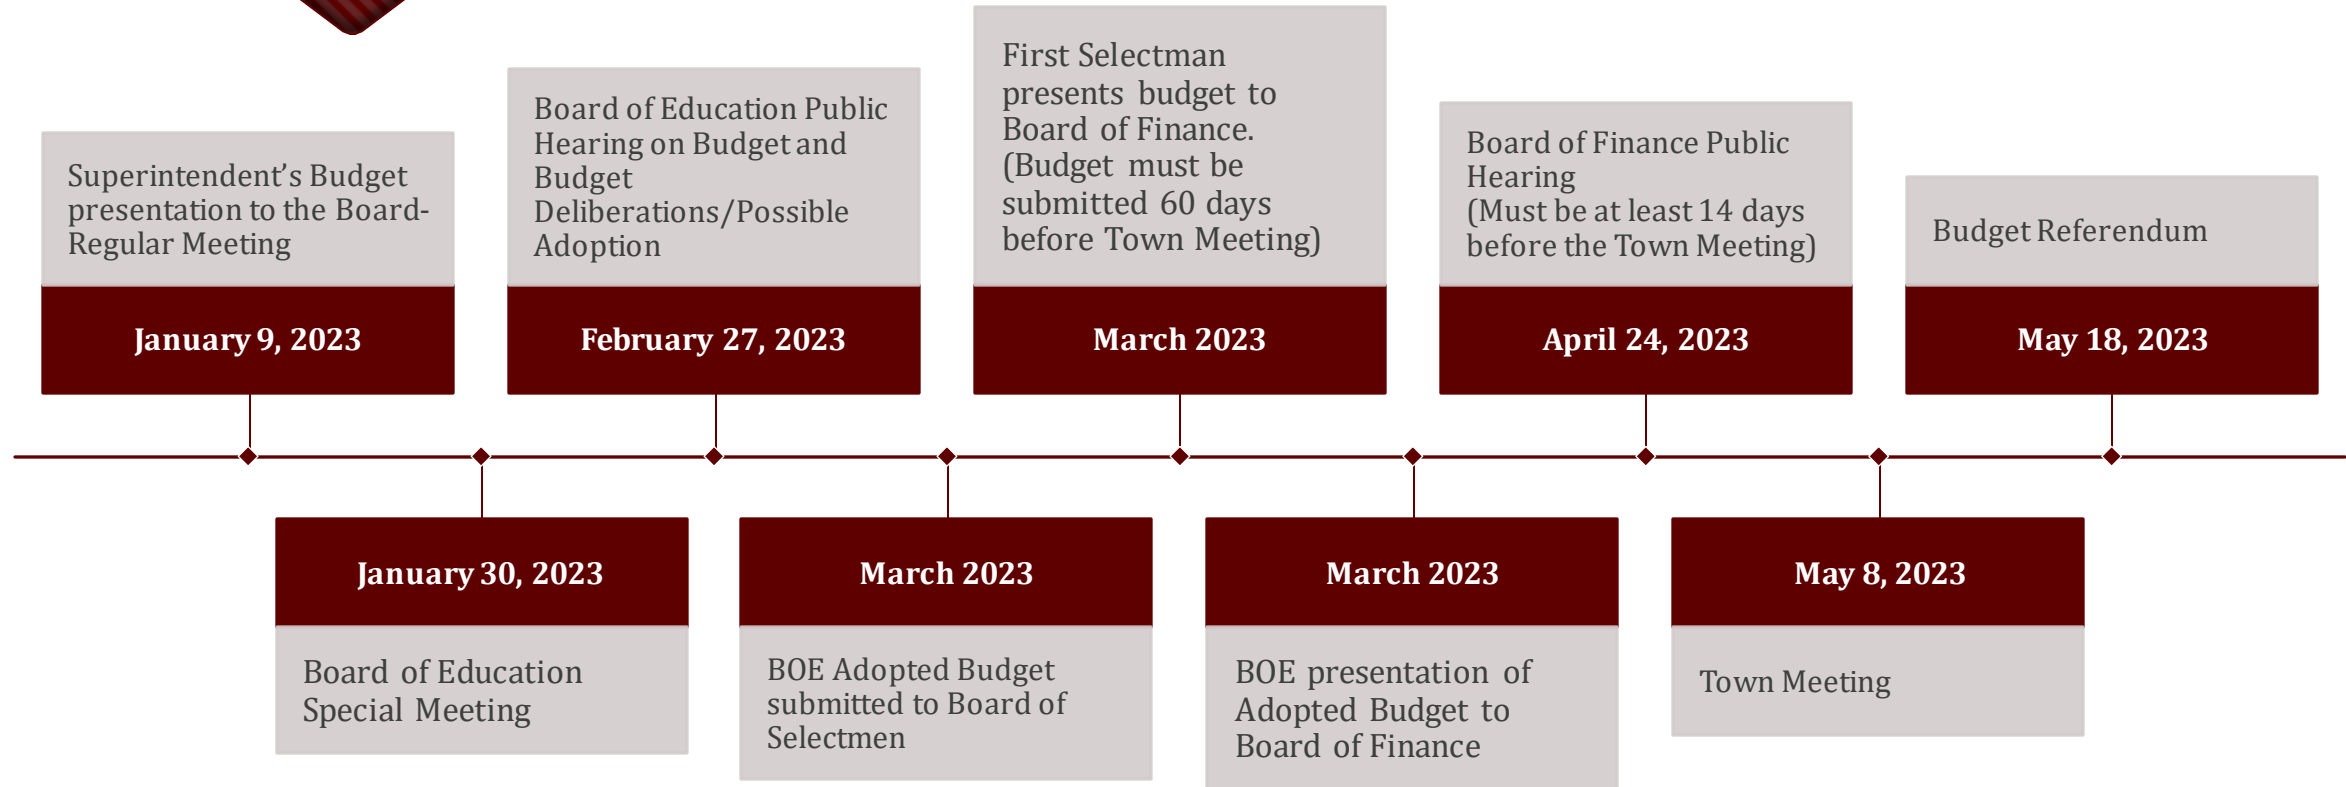 Superintendent’s Budget
presentation to the Board-
Regular Meeting
January 9, 2023
January 30, 2023
Board of Education
Special Meeting
Board of Education Public
Hearing on Budget and
Budget
Deliberations/Possible
Adoption
February 27, 2023
March 2023
BOE Adopted Budget
submitted to Board of
Selectmen
First Selectman
presents budget to
Board of Finance.
(Budget must be
submitted 60 days
before Town Meeting)
March 2023
March 2023
BOE presentation of
Adopted Budget to
Board of Finance
Board of Finance Public
Hearing
(Must be at least 14 days
before the Town Meeting)
April 24, 2023
May 8, 2023
Town Meeting
Budget Referendum
May 18, 2023